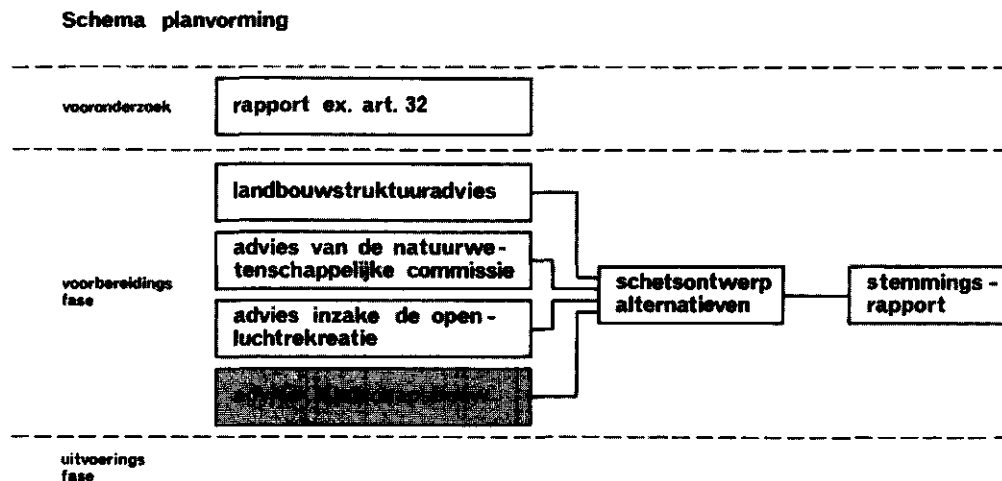 Schema planvorming
vooronderzoek
rapport ex. art. 32
landbouwstruktuuradvies
advies van de natuurwe-
tenschappelijke commissie
voorbereidings
fase
schetsontwerp
alternatieven
stemmings-
rapport
advies inzake de open-
luchtrekreatie
uitvoerings
fase